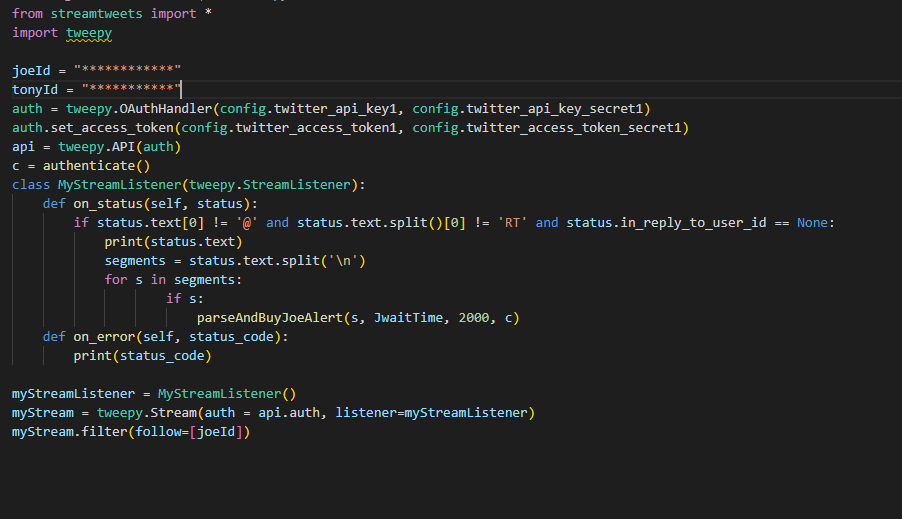 from streamtweets import *
import tweepy
joeId = "************"
tonyId = "***********"
auth = tweepy.OAuthHandler(config.twitter_api_key1, config.twitter_api_key_secret1)
auth.set_access_token(config.twitter_access_token1, config.twitter_access_token_secret1)
api = tweepy.API(auth)
c = authenticate()
class MyStreamListener(tweepy.StreamListener):
    def on_status(self, status):
        if status.text[0] != '@' and status.text.split()[0] != 'RT' and status.in_reply_to_user_id == None:
            print(status.text)
            segments = status.text.split('\n')
            for s in segments:
                    if s:
                        parseAndBuyJoeAlert(s, JwaitTime, 2000, c)
    def on_error(self, status_code):
        print(status_code)
myStreamListener = MyStreamListener()
myStream = tweepy.Stream(auth = api.auth, listener=myStreamListener)
myStream.filter(follow=[joeId])